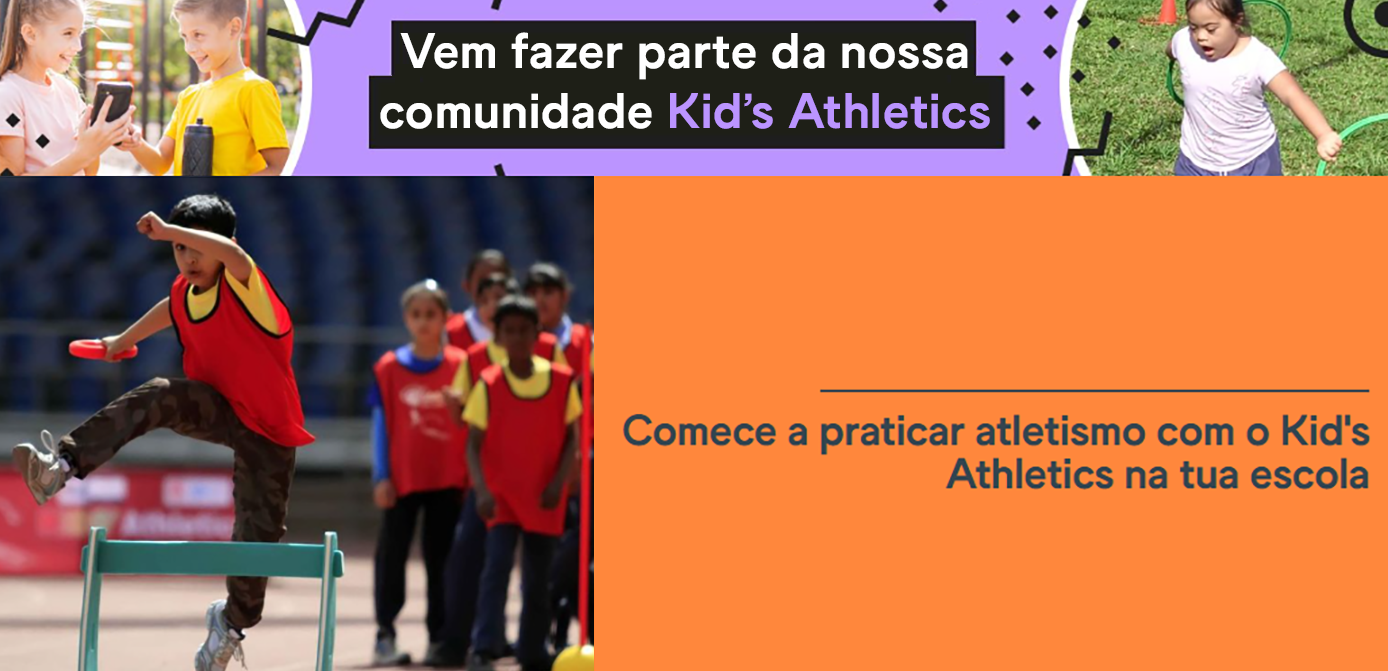 Vem fazer parte da nossa
comunidade Kid’s Athletics
Comece a praticar atletismo com o Kid's
Athletics na tua escola